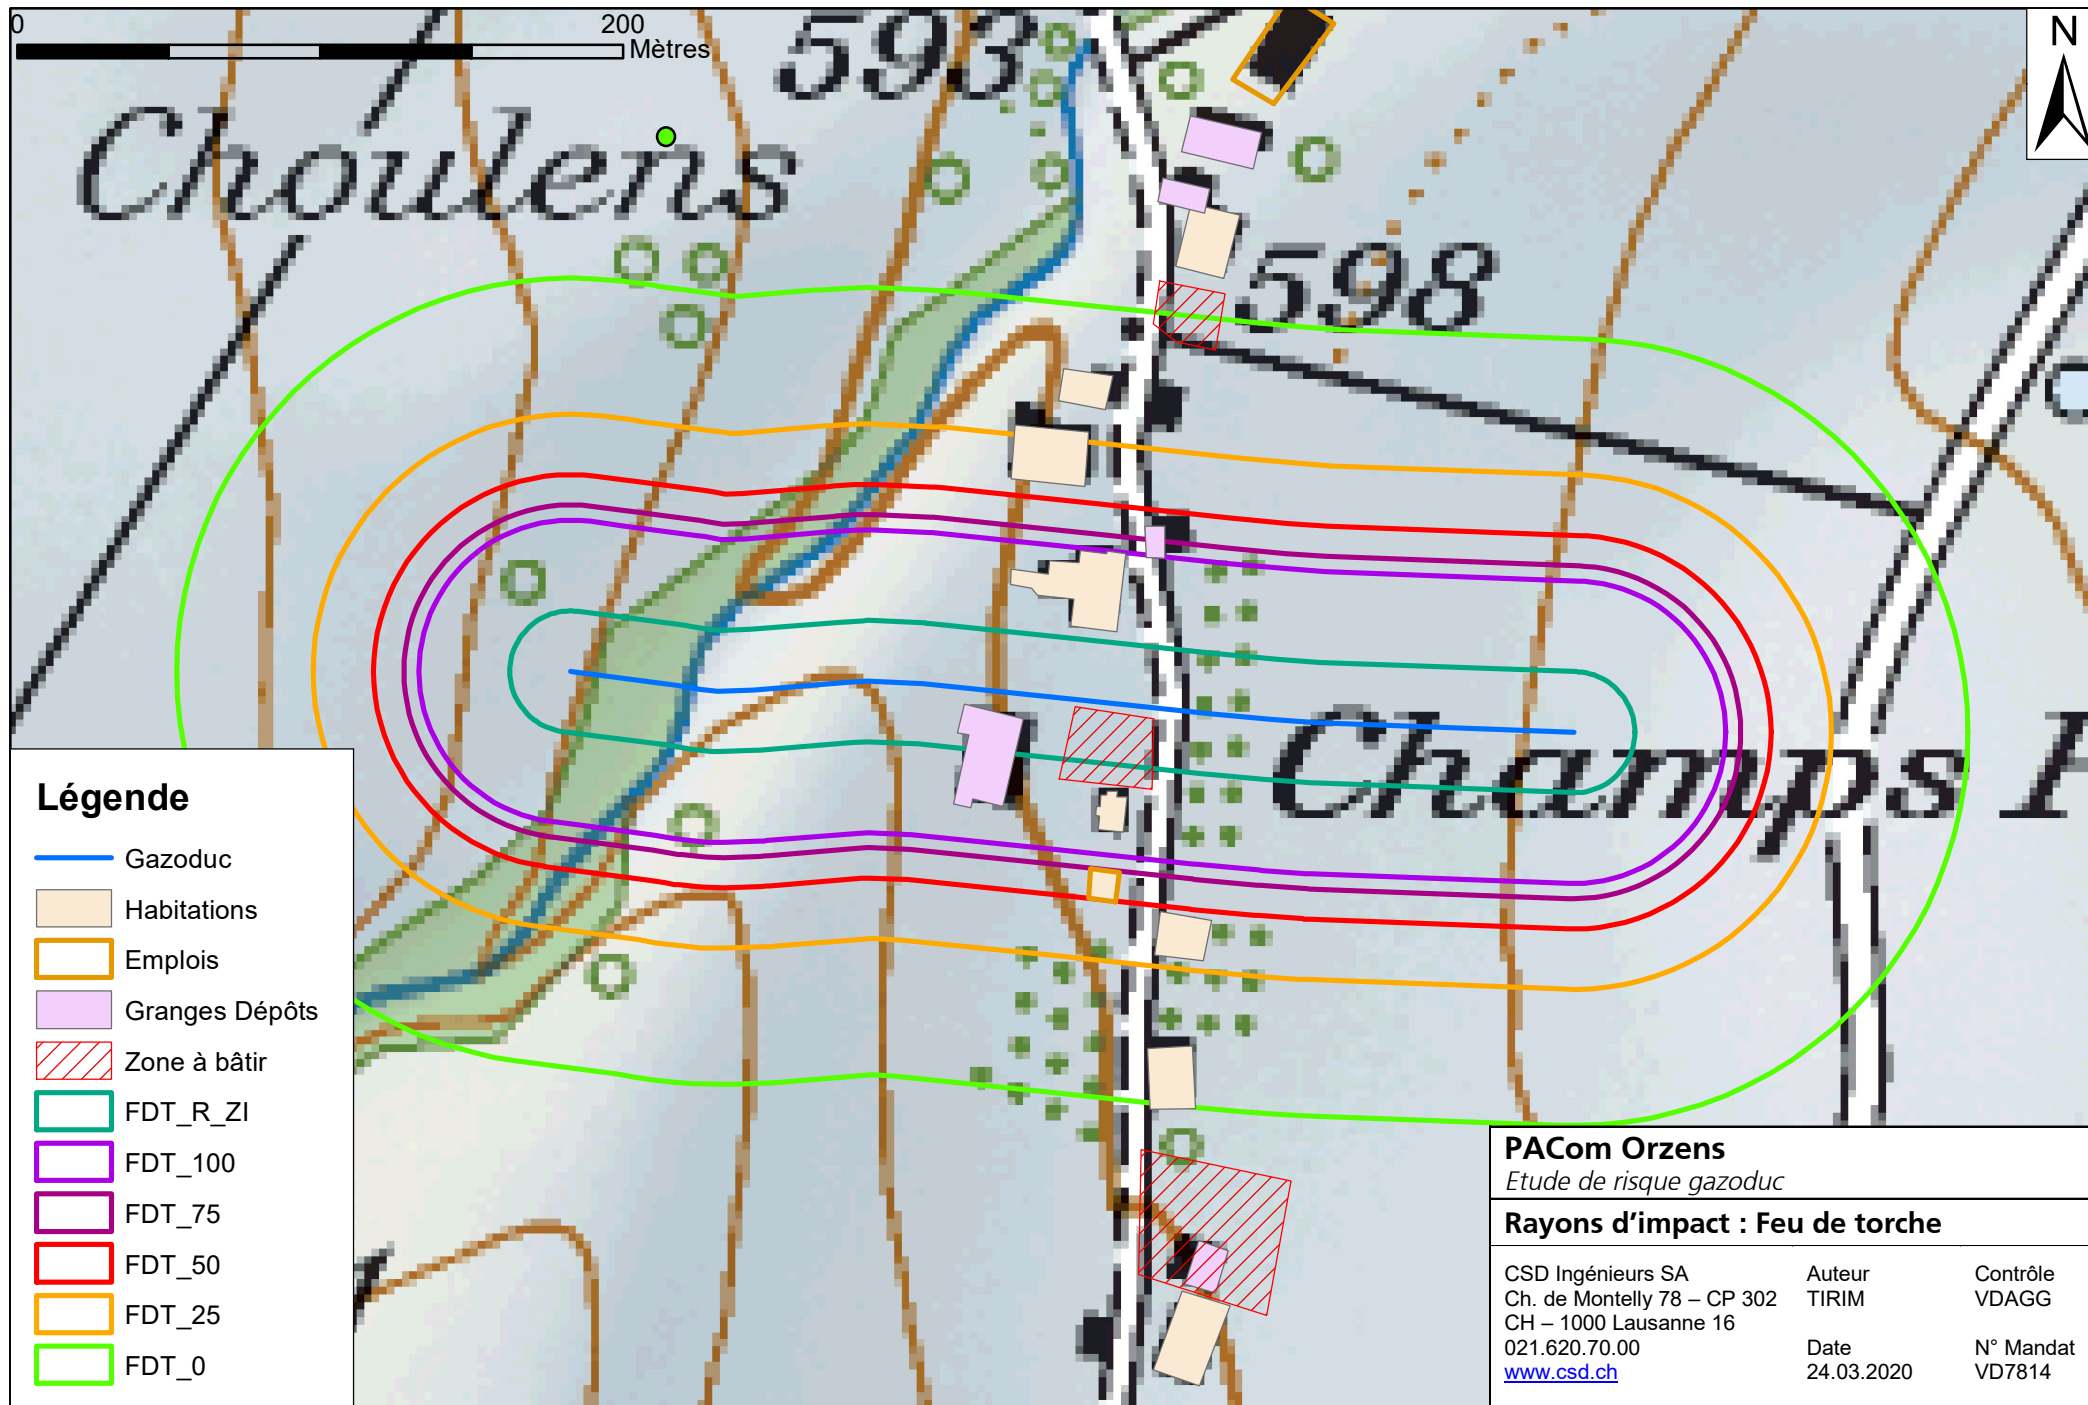 0
200
Mètres
N
593
Choulens
598
Champs P
Légende
Gazoduc
Habitations
Emplois
Granges Dépôts
Zone à bâtir
FDT_R_ZI
FDT_100
FDT_75
FDT_50
FDT_25
FDT_0
PACom Orzens
Etude de risque gazoduc
Rayons d’impact : Feu de torche
CSD Ingénieurs SA
Ch. de Montelly 78 – CP 302
CH – 1000 Lausanne 16
021.620.70.00
www.csd.ch
Auteur
TIRIM
Date
24.03.2020
Contrôle
VDAGG
N° Mandat
VD7814